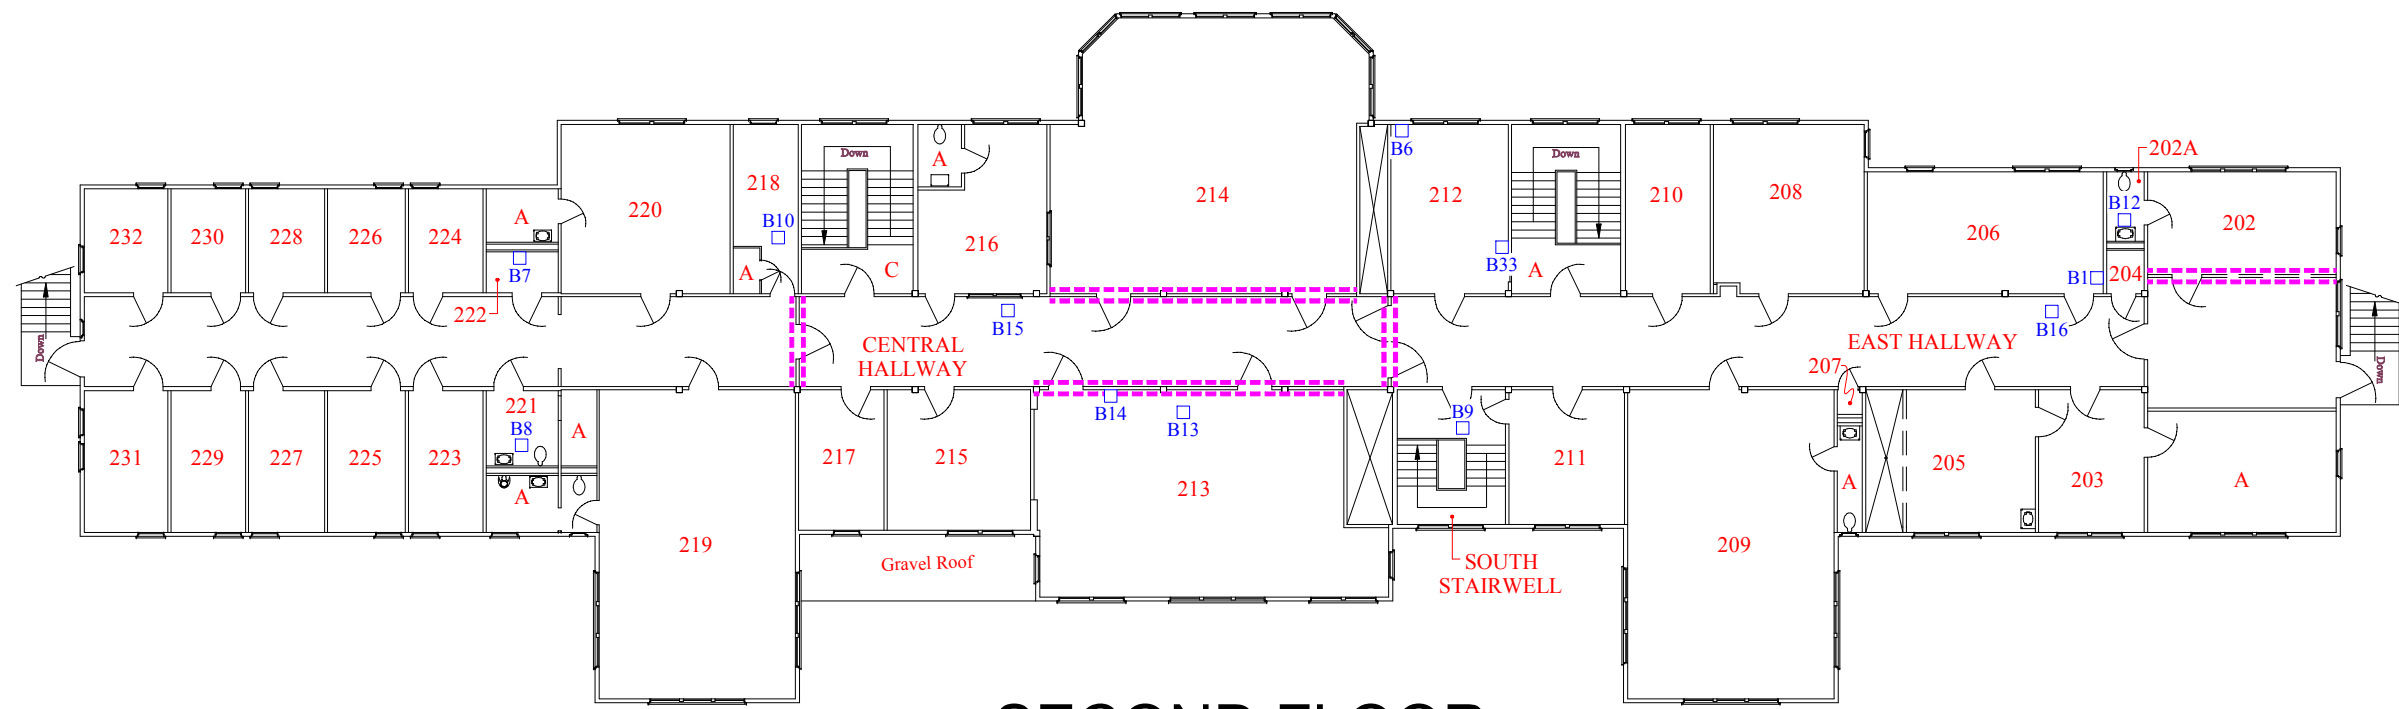 Down
202A
A
B6
Down
218
A
B12
212
214
210
208
232
230
228
226
224
A
220
B10
202
206
216
B33
B7
A
C
A
204
B1
222
B15
B16
CENTRAL
HALLWAY
EAST HALLWAY
Down
207
Down
221
B8
A
B14
B13
B9
231
229
227
225
223
217
215
211
205
203
A
A
A
213
219
209
Gravel Roof
SOUTH
STAIRWELL
SECOND FLOOR